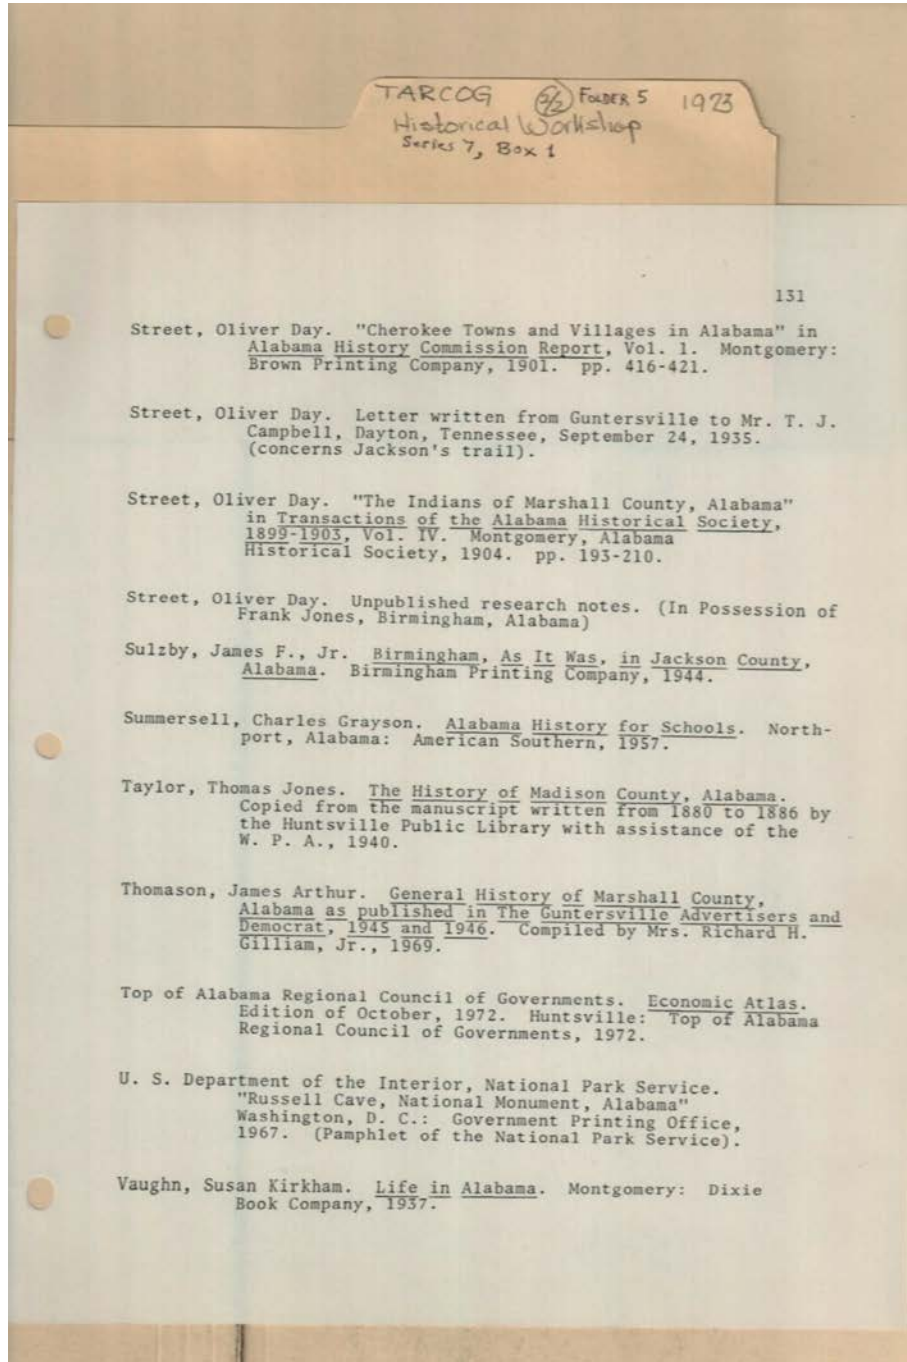 TARCOG 5/2 FOLDER 5 1973
Historical Workshop
Series 7, Box 1
131
Street, Oliver Day. "Cherokee Towns and Villages in Alabama" in
Alabama History Commission Report, Vol. 1. Montgomery:
Brown Printing Company, 1901. pp. 416-421.
Street, Oliver Day. Letter written from Guntersville to Mr. T. J.
Campbell, Dayton, Tennessee, September 24, 1935.
(concerns Jackson's trail).
Street, Oliver Day. "The Indians of Marshall County, Alabama"
in Transactions of the Alabama Historical Society,
1899-1903, Vol. IV. Montgomery, Alabama
Historical Society, 1904. pp. 193-210.
Street, Oliver Day. Unpublished research notes. (In Possession of
Frank Jones, Birmingham, Alabama)
Sulzby, James F., Jr. Birmingham, As It Was, in Jackson County,
Alabama. Birmingham Printing Company, 1944.
Summersell, Charles Grayson. Alabama History for Schools. North-
port, Alabama: American Southern, 1957.
Taylor, Thomas Jones. The History of Madison County, Alabama.
Copied from the manuscript written from 1880 to 1886 by
the Huntsville Public Library with assistance of the
W. P. A., 1940.
Thomason, James Arthur. General History of Marshall County,
Alabama as published in The Guntersville Advertisers and
Democrat, 1945 and 1946. Compiled by Mrs. Richard H.
Gilliam, Jr., 1969.
Top of Alabama Regional Council of Governments. Economic Atlas.
Edition of October, 1972. Huntsville: Top of Alabama
Regional Council of Governments, 1972.
U. S. Department of the Interior, National Park Service.
"Russell Cave, National Monument, Alabama"
Washington, D. C.: Government Printing Office,
1967. (Pamphlet of the National Park Service).
Vaughn, Susan Kirkham. Life in Alabama. Montgomery: Dixie
Book Company, 1937.